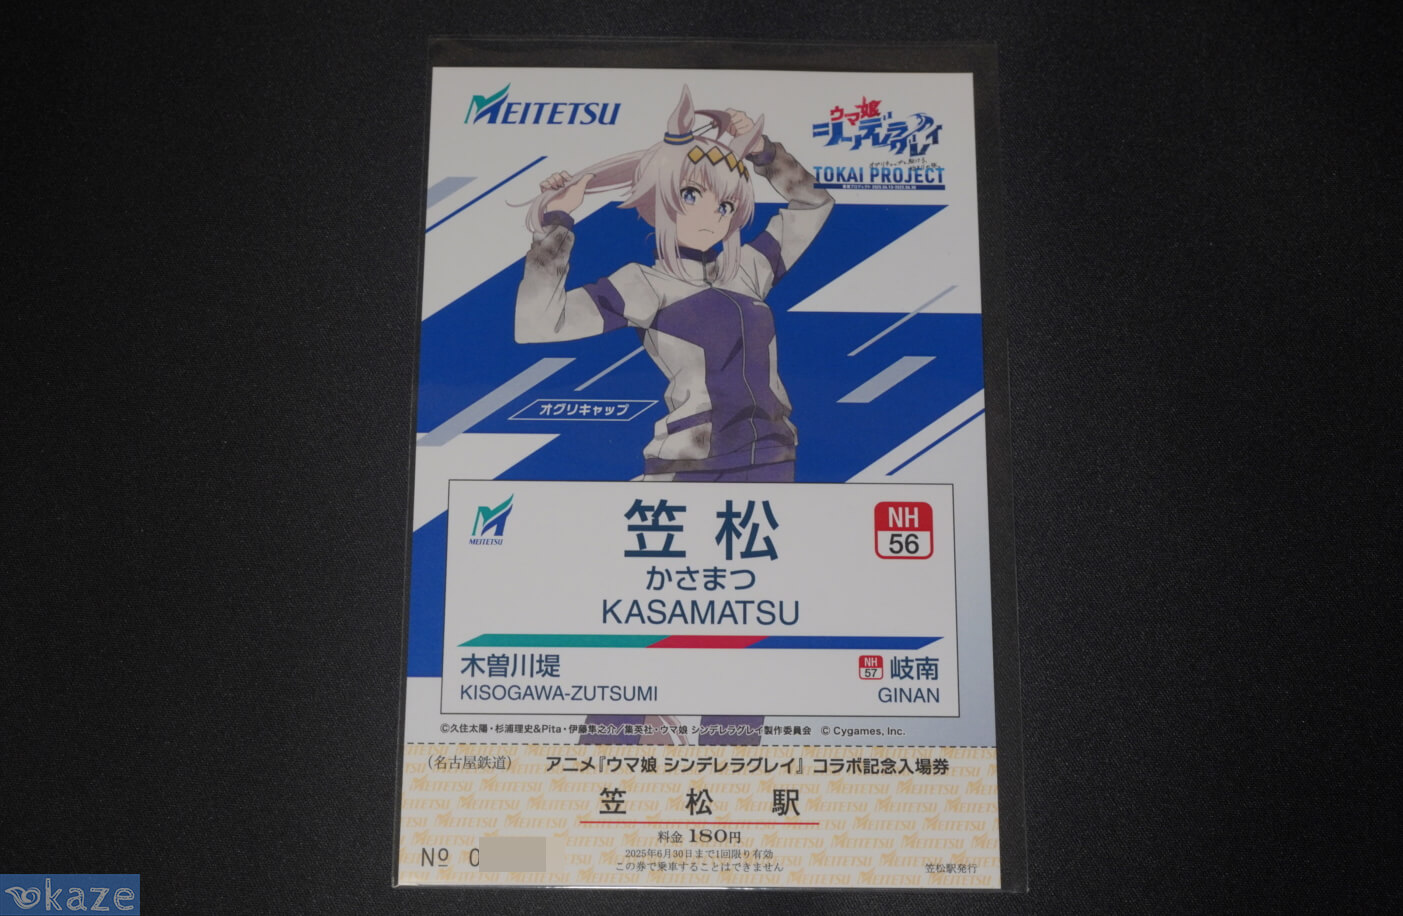 MEITETSU
ウマ娘
シンデレラグレイ
TOKAI PROJECT
オグリキャップ
MEITETSU
笠松
NH
56
かさまつ
KASAMATSU
木曽川堤
KISOGAWA-ZUTSUMI
NH
57
岐南
GINAN
©久住太陽・杉浦理史&Pita・伊藤隼之介/集英社・ウマ娘 シンデレラグレイ製作委員会 © Cygames, Inc.
(名古屋鉄道) アニメ『ウマ娘 シンデレラグレイ』コラボ記念入場券
笠松駅
料金 180円
2025年6月30日まで1回限り有効
この券で乗車することはできません
No 0
笠松駅発行
okaze